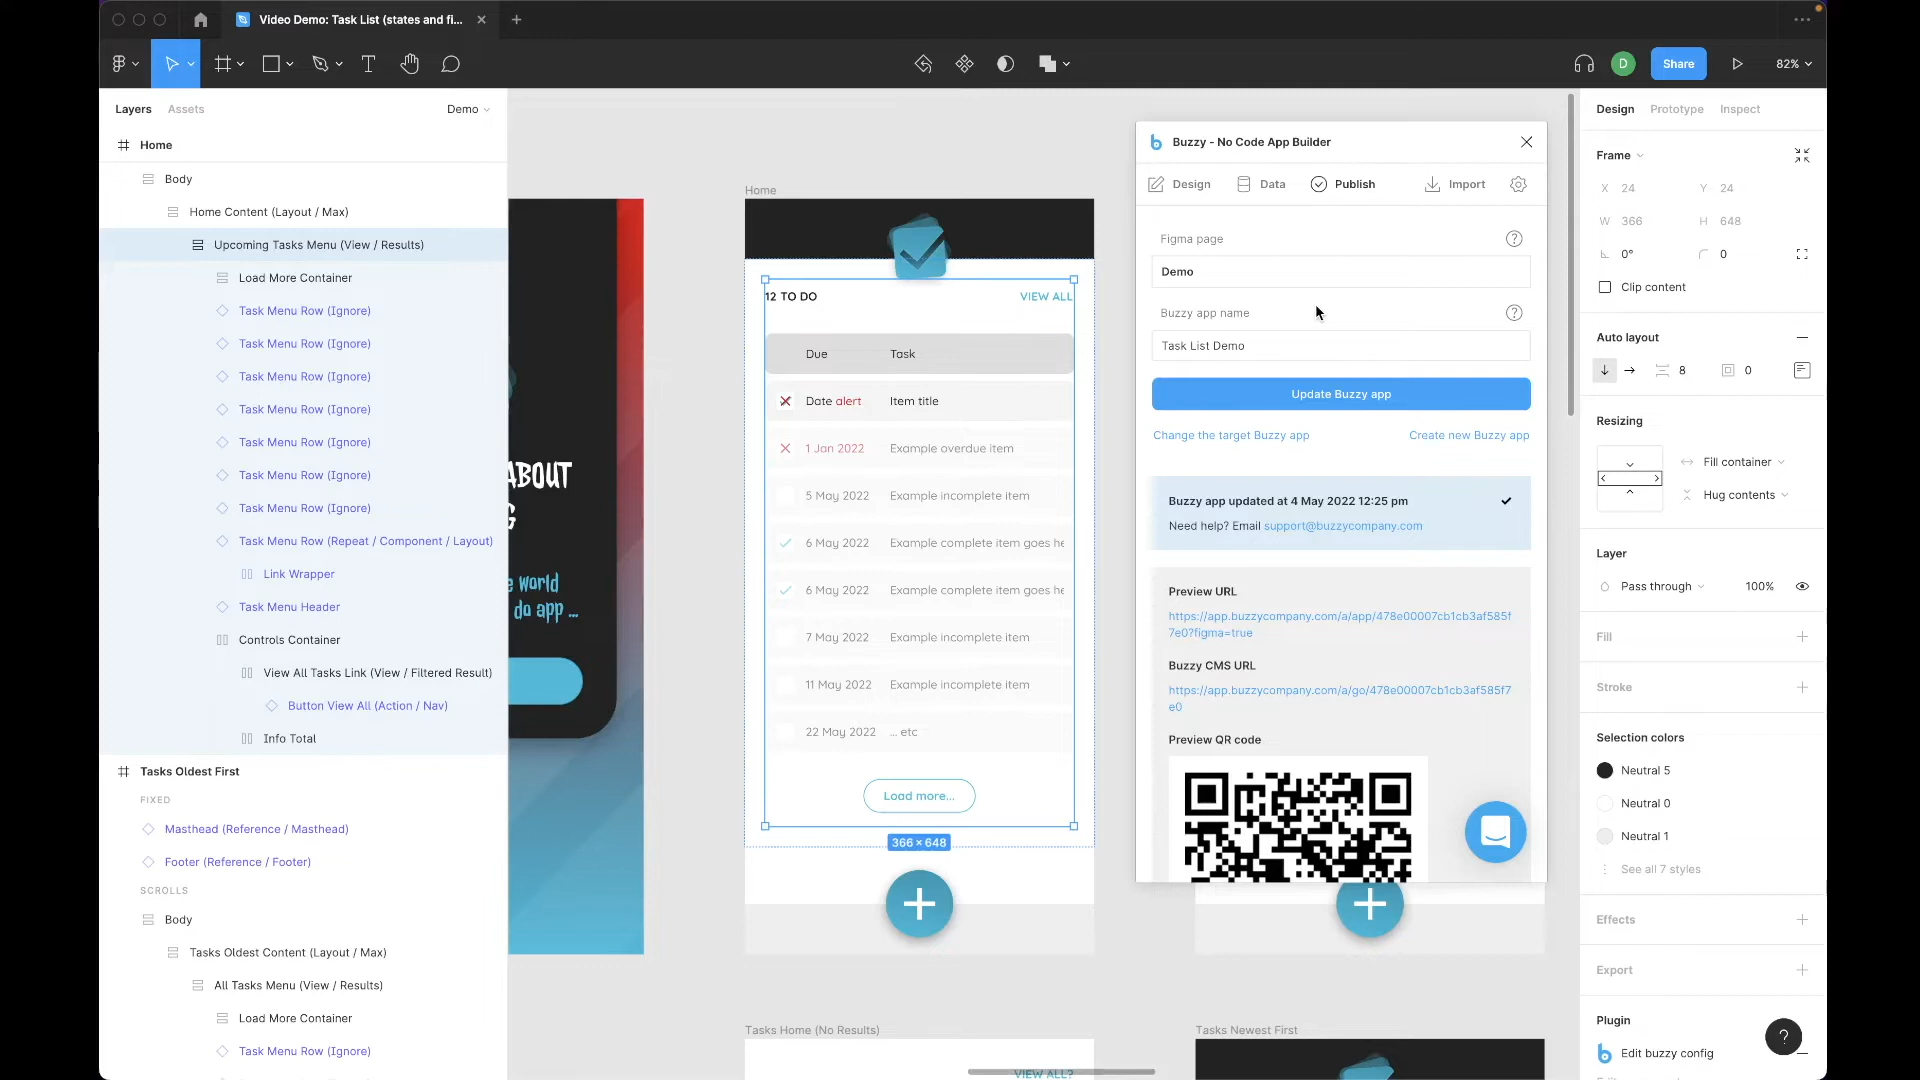 Video Demo: Task List (states and fi...
D
Share
82%
Layers
Assets
Demo
Home
Body
Home Content (Layout / Max)
Upcoming Tasks Menu (View / Results)
Load More Container
Task Menu Row (Ignore)
Task Menu Row (Ignore)
Task Menu Row (Ignore)
Task Menu Row (Ignore)
Task Menu Row (Ignore)
Task Menu Row (Ignore)
Task Menu Row (Ignore)
Task Menu Row (Repeat / Component / Layout)
Link Wrapper
Task Menu Header
Controls Container
View All Tasks Link (View / Filtered Result)
Button View All (Action / Nav)
Info Total
Tasks Oldest First
FIXED
Masthead (Reference / Masthead)
Footer (Reference / Footer)
SCROLLS
Body
Tasks Oldest Content (Layout / Max)
All Tasks Menu (View / Results)
Load More Container
Task Menu Row (Ignore)
ABOUT
G
e world
do app ...
Home
12 TO DO
VIEW ALL
Due
Task
Date alert
Item title
1 Jan 2022
Example overdue item
5 May 2022
Example incomplete item
6 May 2022
Example complete item goes he
6 May 2022
Example complete item goes he
7 May 2022
Example incomplete item
11 May 2022
Example incomplete item
22 May 2022
... etc
Load more...
366 × 648
Tasks Home (No Results)
VIEW ALL?
Tasks Newest First
Buzzy - No Code App Builder
Design
Data
Publish
Import
Figma page
Demo
Buzzy app name
Task List Demo
Update Buzzy app
Change the target Buzzy app
Create new Buzzy app
Buzzy app updated at 4 May 2022 12:25 pm
Need help? Email support@buzzycompany.com
Preview URL
https://app.buzzycompany.com/a/app/478e00007cb1cb3af585f
7e0?figma=true
Buzzy CMS URL
https://app.buzzycompany.com/a/go/478e00007cb1cb3af585f7
e0
Preview QR code
Design
Prototype
Inspect
Frame
X 24
Y 24
W 366
H 648
0°
0
Clip content
Auto layout
8
0
Resizing
Fill container
Hug contents
Layer
Pass through
100%
Fill
Stroke
Selection colors
Neutral 5
Neutral 0
Neutral 1
See all 7 styles
Effects
Export
Plugin
?
Edit buzzy config